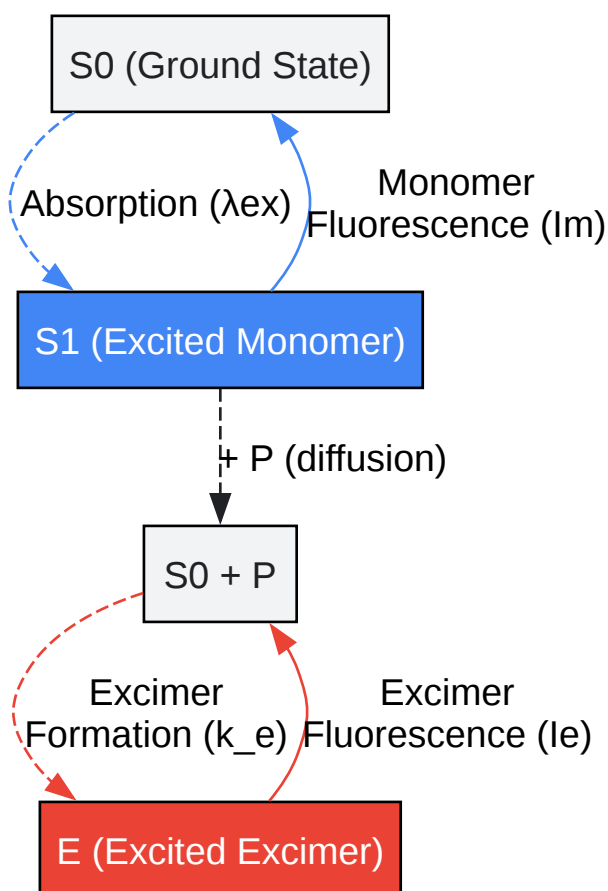 S0 (Ground State)
Absorption (λex)
Monomer
Fluorescence (Im)
S1 (Excited Monomer)
+ P (diffusion)
S0 + P
Excimer
Formation (k_e)
Excimer
Fluorescence (Ie)
E (Excited Excimer)